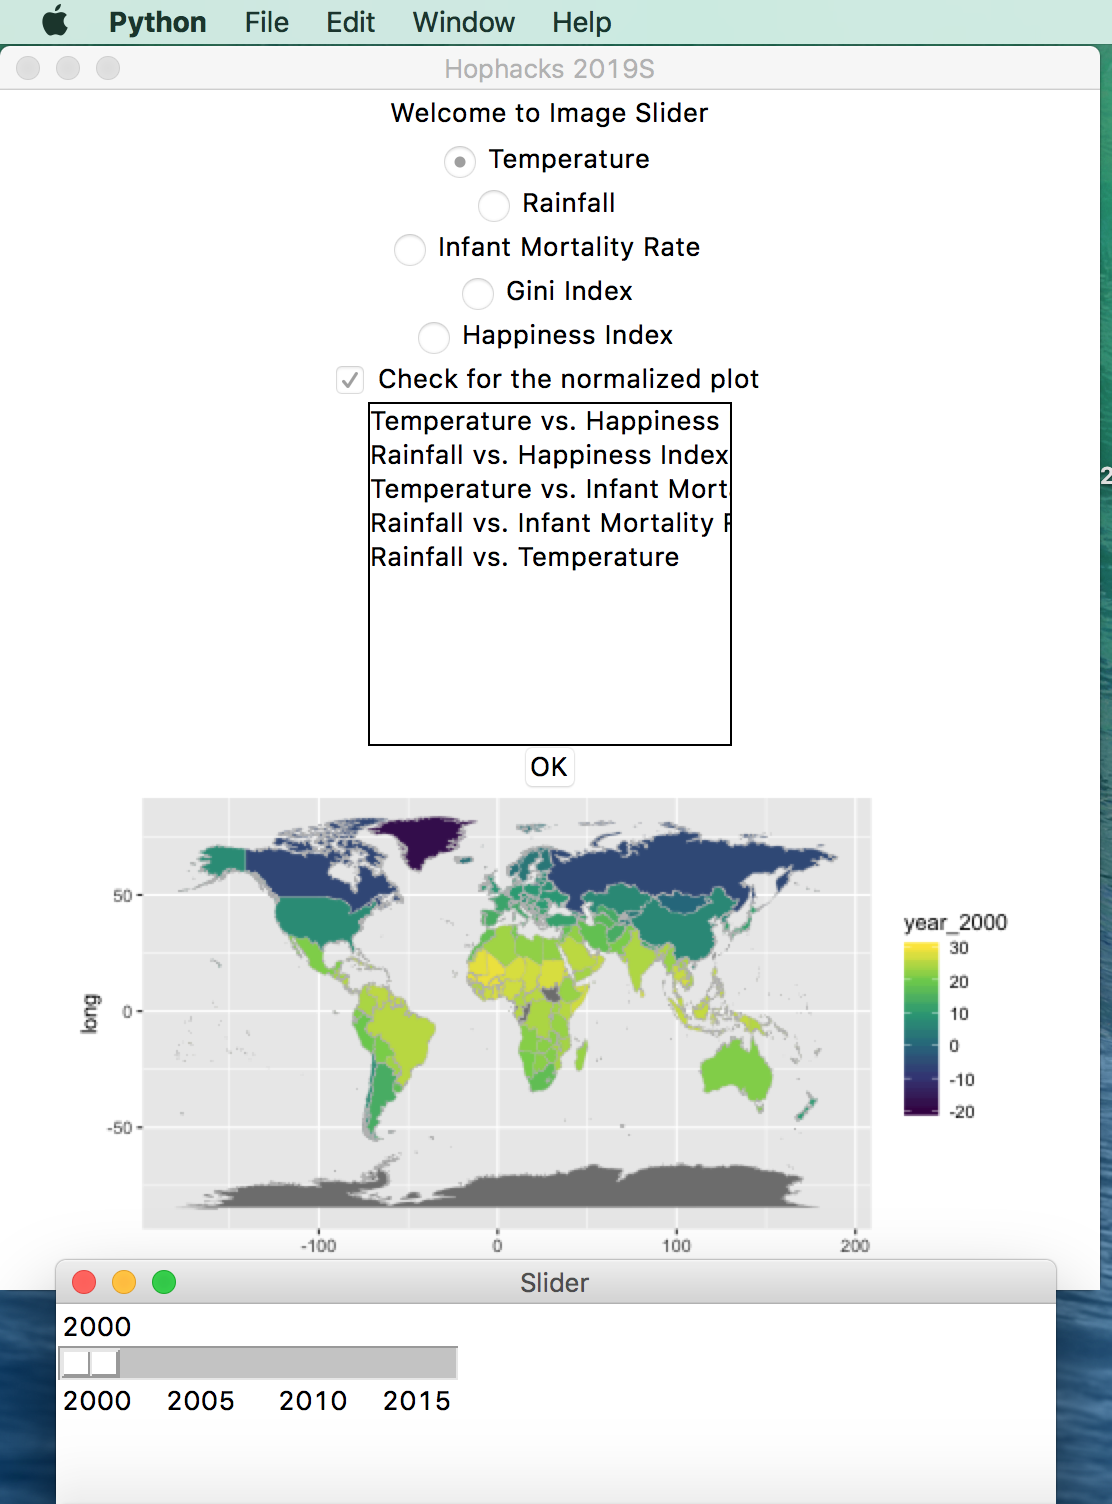 Python File Edit Window Help
Hophacks 2019S
Welcome to Image Slider
Temperature
Rainfall
Infant Mortality Rate
Gini Index
Happiness Index
Check for the normalized plot
Temperature vs. Happiness
Rainfall vs. Happiness Index
Temperature vs. Infant Mort
Rainfall vs. Infant Mortality
Rainfall vs. Temperature
OK
year_2000
30
20
10
0
-10
-20
long
50
0
-50
-100 0 100 200
Slider
2000
2000 2005 2010 2015